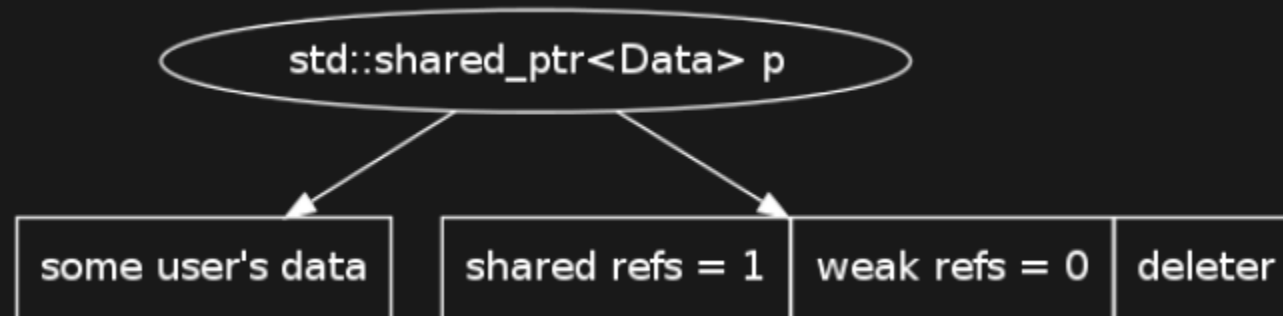 std::shared_ptr<Data> p
some user's data
shared refs = 1
weak refs = 0
deleter